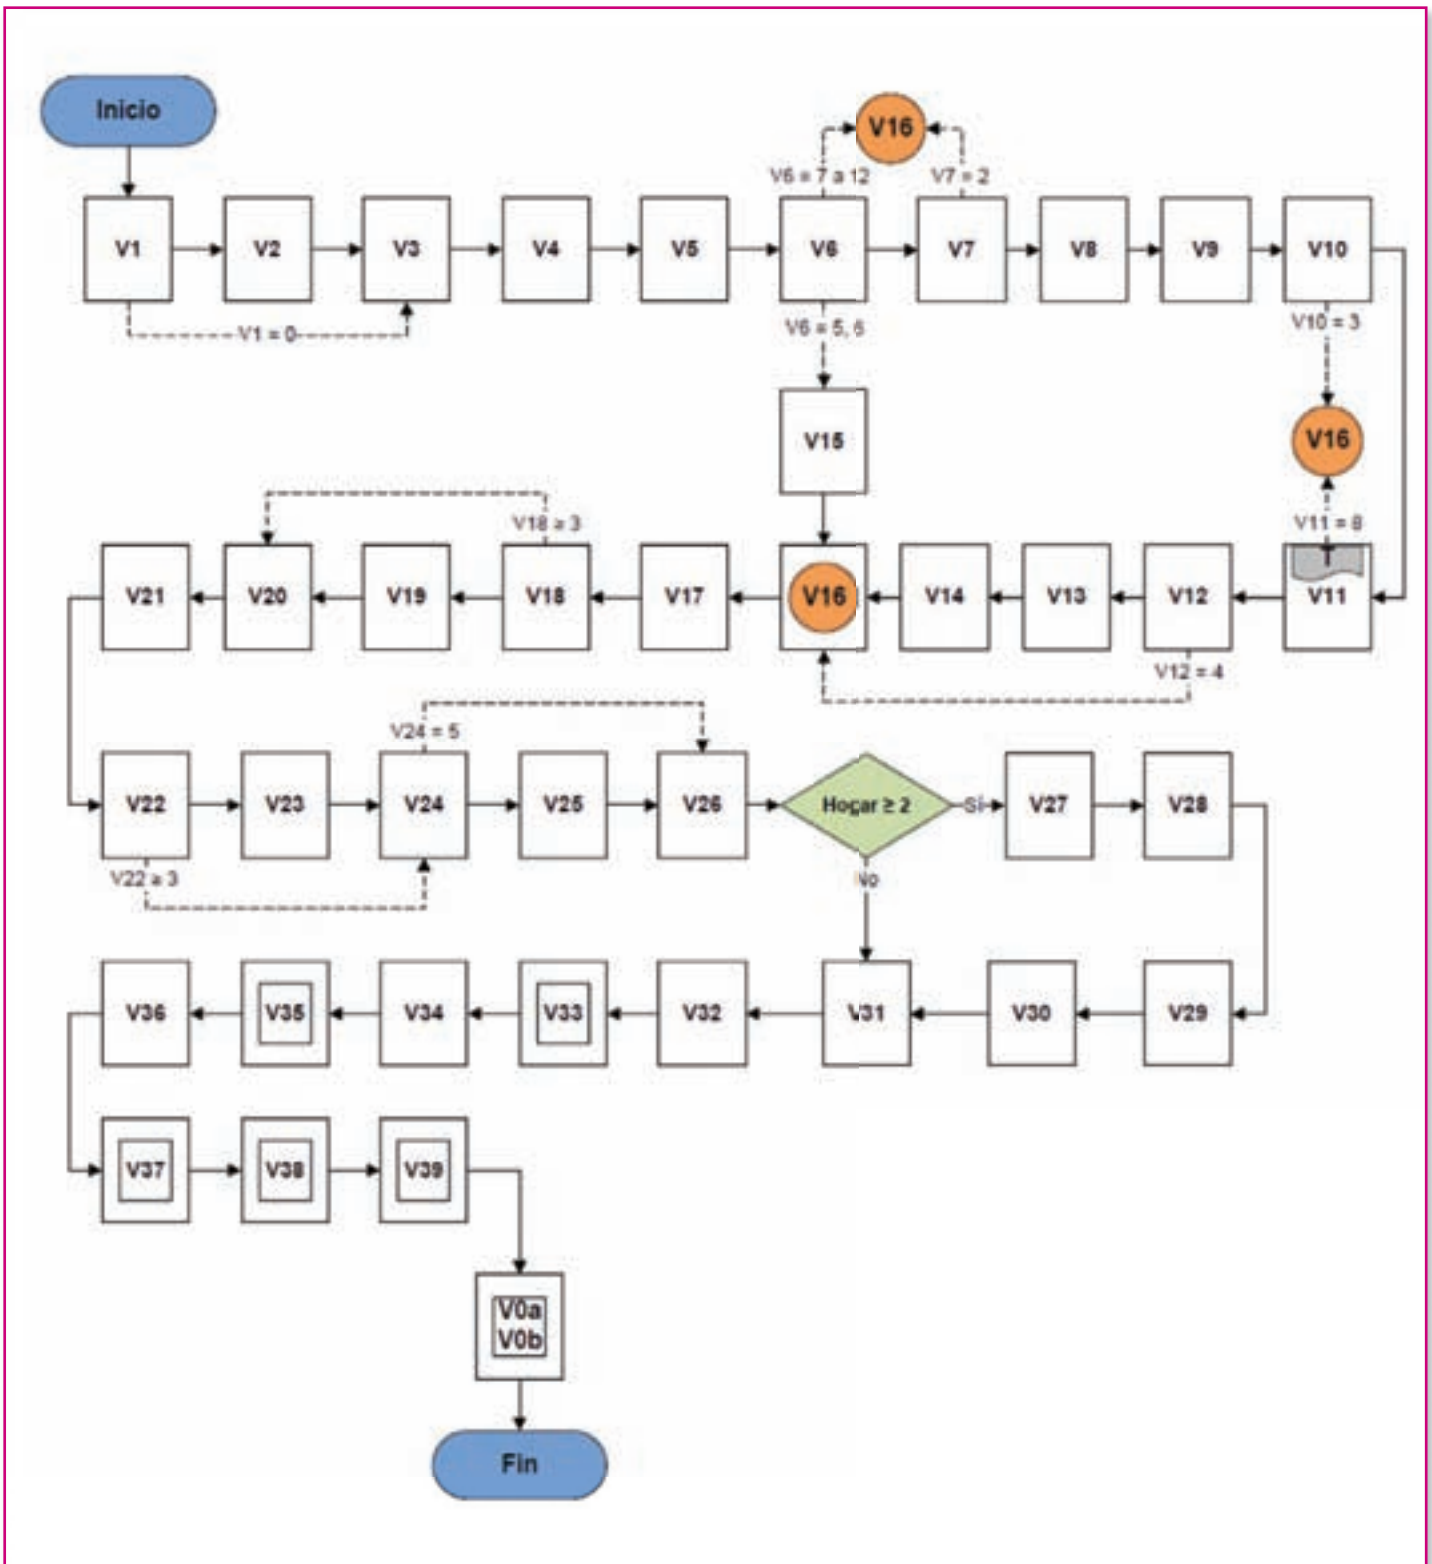 Inicio
V16
V6 = 7 a 12
V7 = 2
V1
V2
V3
V4
V5
V6
V7
V8
V9
V10
V1 = 0
V6 = 5, 6
V10 = 3
V15
V16
V18 ≥ 3
V11 = 8
V21
V20
V19
V18
V17
V16
V14
V13
V12
V11
V12 = 4
V24 = 5
V22
V23
V24
V25
V26
Hogar ≥ 2
Sí
V27
V28
V22 ≥ 3
No
V36
V35
V34
V33
V32
V31
V30
V29
V37
V38
V39
V0a
V0b
Fin